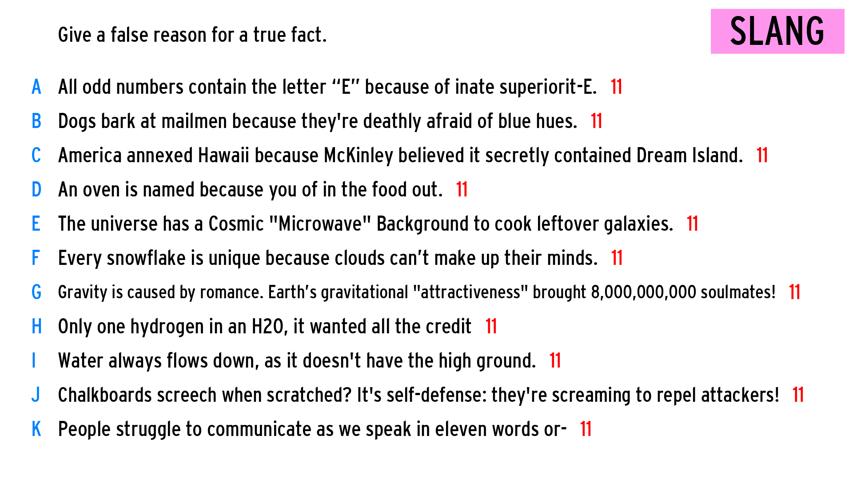 Give a false reason for a true fact.
SLANG
A All odd numbers contain the letter “E” because of inate superiorit-E. 11
B Dogs bark at mailmen because they're deathly afraid of blue hues. 11
C America annexed Hawaii because McKinley believed it secretly contained Dream Island. 11
D An oven is named because you of in the food out. 11
E The universe has a Cosmic "Microwave" Background to cook leftover galaxies. 11
F Every snowflake is unique because clouds can’t make up their minds. 11
G Gravity is caused by romance. Earth’s gravitational "attractiveness" brought 8,000,000,000 soulmates! 11
H Only one hydrogen in an H2O, it wanted all the credit 11
I Water always flows down, as it doesn't have the high ground. 11
J Chalkboards screech when scratched? It's self-defense: they're screaming to repel attackers! 11
K People struggle to communicate as we speak in eleven words or- 11